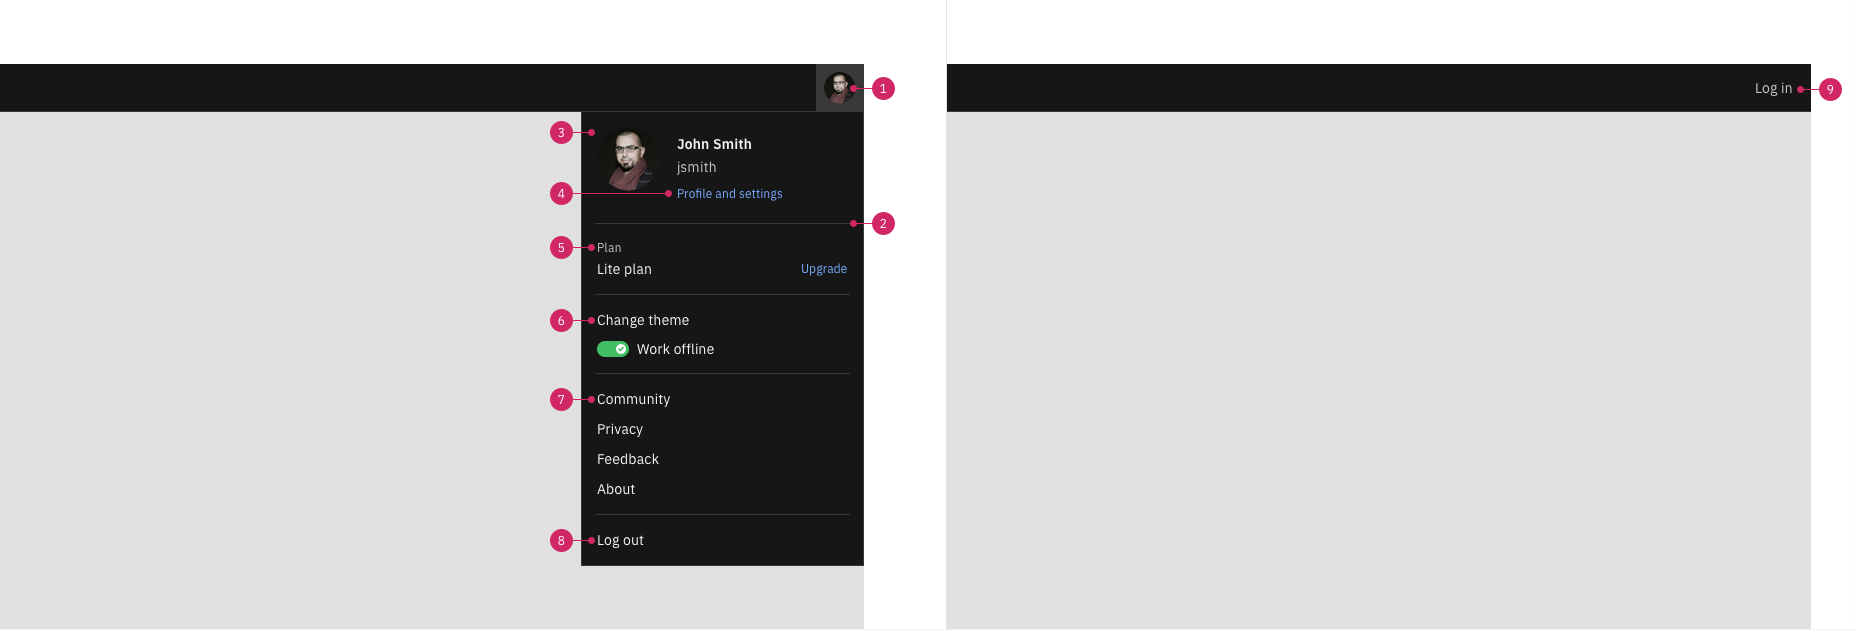 1
3
John Smith
jsmith
4
Profile and settings
2
5
Plan
Lite plan
Upgrade
6
Change theme
Work offline
7
Community
Privacy
Feedback
About
8
Log out
Log in
9